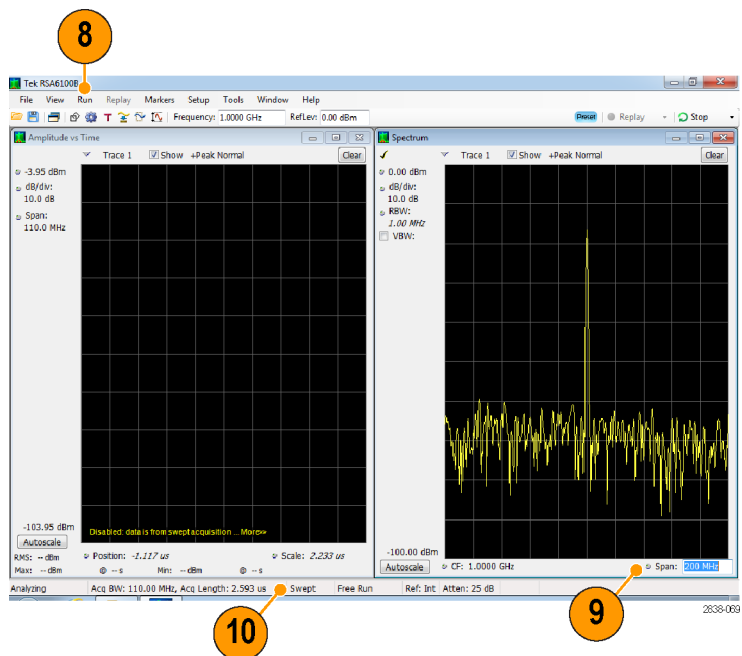 8
Tek RSA6100B
File View Run Replay Markers Setup Tools Window Help
T Frequency: 1.0000 GHz RefLev: 0.00 dBm Preset Replay Stop
Amplitude vs Time
Trace 1 Show +Peak Normal Clear
-3.95 dBm
dB/div:
10.0 dB
Span:
110.0 MHz
-103.95 dBm
Autoscale
Disabled: data is from swept acquisition ... More>>
RMS: -- dBm
Position: -1.117 us Scale: 2.233 us
Max: -- dBm @ -- s Min: -- dBm @ -- s
Spectrum
Trace 1 Show +Peak Normal Clear
0.00 dBm
dB/div:
10.0 dB
RBW:
1.00 MHz
VBW:
-100.00 dBm
Autoscale CF: 1.0000 GHz Span: 200 MHz
Analyzing Acq BW: 110.00 MHz, Acq Length: 2.593 us Swept Free Run Ref: Int Atten: 25 dB
9
10
2838-069